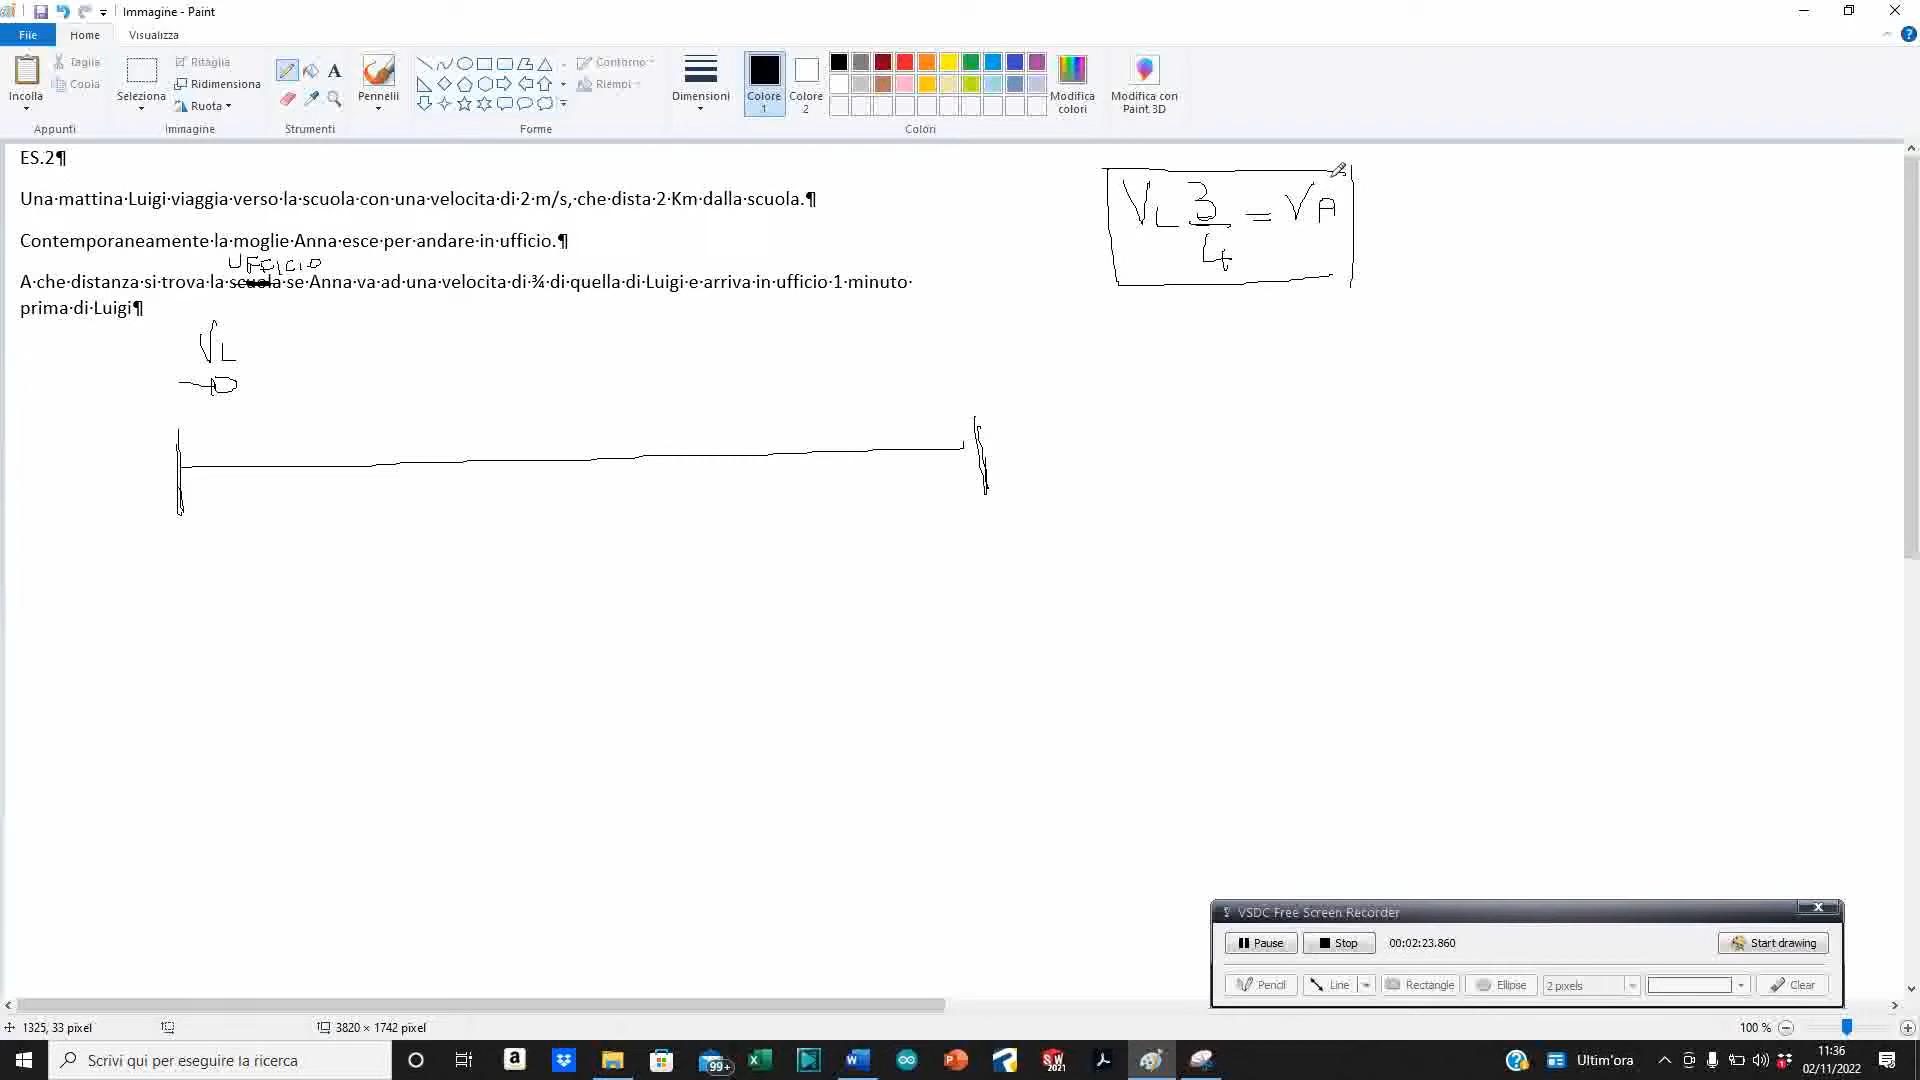 Immagine - Paint
File Home Visualizza
Incolla
Taglia
Copia
Appunti
Seleziona
Ritaglia
Ridimensiona
Ruota
Immagine
Strumenti
Pennelli
Forme
Contorno
Riempi
Dimensioni
Colore 1
Colore 2
Modifica colori
Colori
Modifica con Paint 3D
ES.2¶
Una·mattina·Luigi·viaggia·verso·la·scuola·con·una·velocita·di·2·m/s,·che·dista·2·Km·dalla·scuola.¶
Contemporaneamente·la·moglie·Anna·esce·per·andare·in·ufficio.¶
UFFICIO
A·che·distanza·si·trova·la·scuola·se·Anna·va·ad·una·velocita·di·¾·di·quella·di·Luigi·e·arriva·in·ufficio·1·minuto·
prima·di·Luigi¶
VL
VL 3/4 = VA
VSDC Free Screen Recorder
Pause Stop 00:02:23.860 Start drawing
Pencil Line Rectangle Ellipse 2 pixels Clear
1325, 33 pixel 3820 × 1742 pixel 100 %
Scrivi qui per eseguire la ricerca
99+
SW 2021
Ultim'ora
11:36
02/11/2022